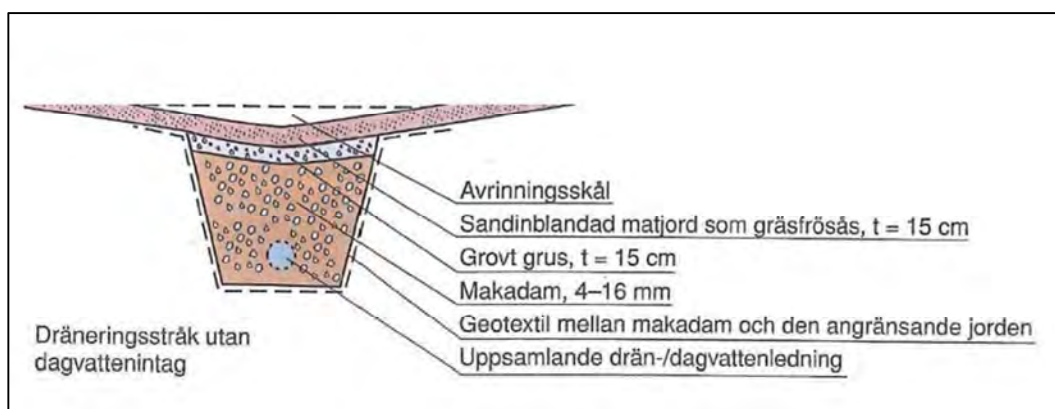 Avrinningsskål
Sandinblandad matjord som gräsfrösås, t = 15 cm
Grovt grus, t = 15 cm
Makadam, 4–16 mm
Geotextil mellan makadam och den angränsande jorden
Uppsamlande drän-/dagvattenledning
Dräneringsstråk utan
dagvattenintag